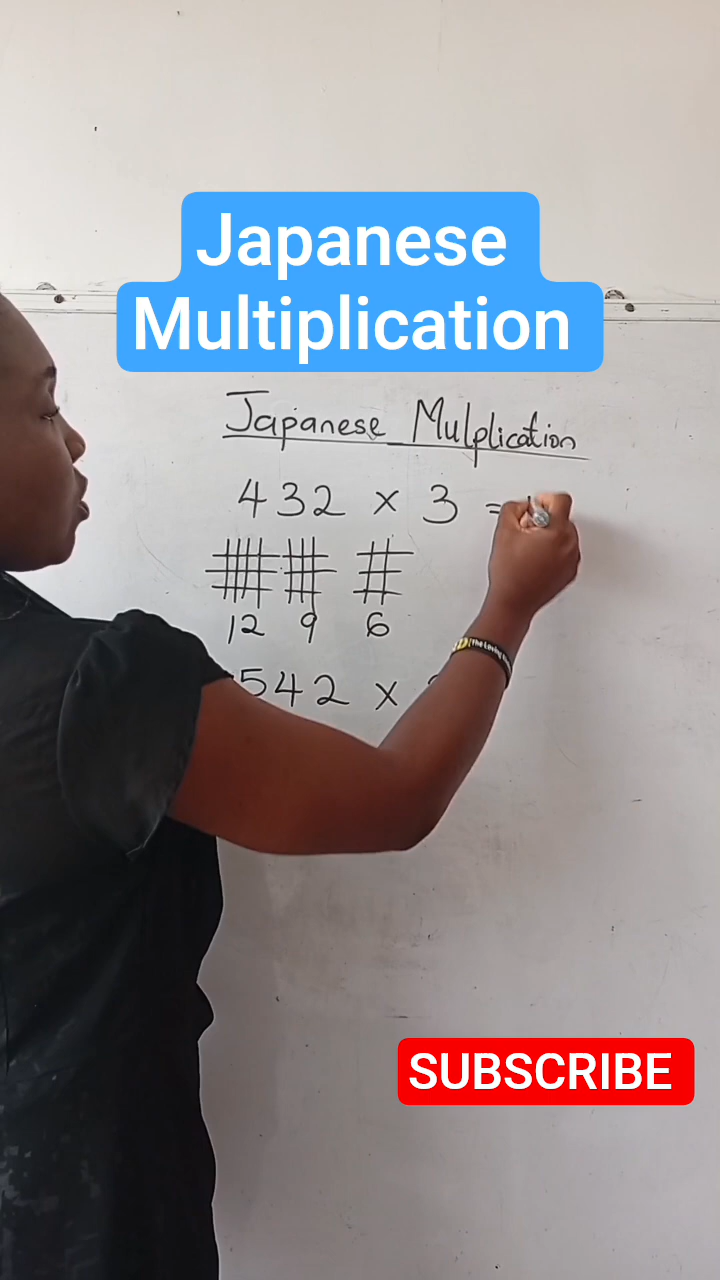 Japanese
Multiplication
Japanese Mulplication
432 × 3 =
12 9 6
542 ×
SUBSCRIBE